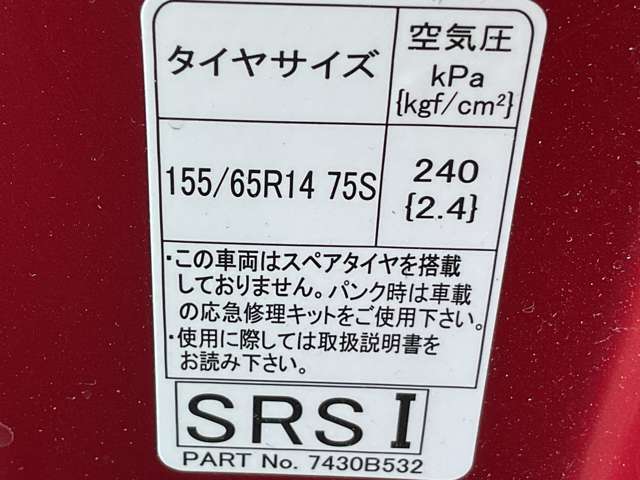 タイヤサイズ
空気圧
kPa
{kgf/cm²}
155/65R14 75S
240
{2.4}
・この車両はスペアタイヤを搭載
しておりません。パンク時は車載
の応急修理キットをご使用下さい。
・使用に際しては取扱説明書を
お読み下さい。
SRS I
PART No. 7430B532